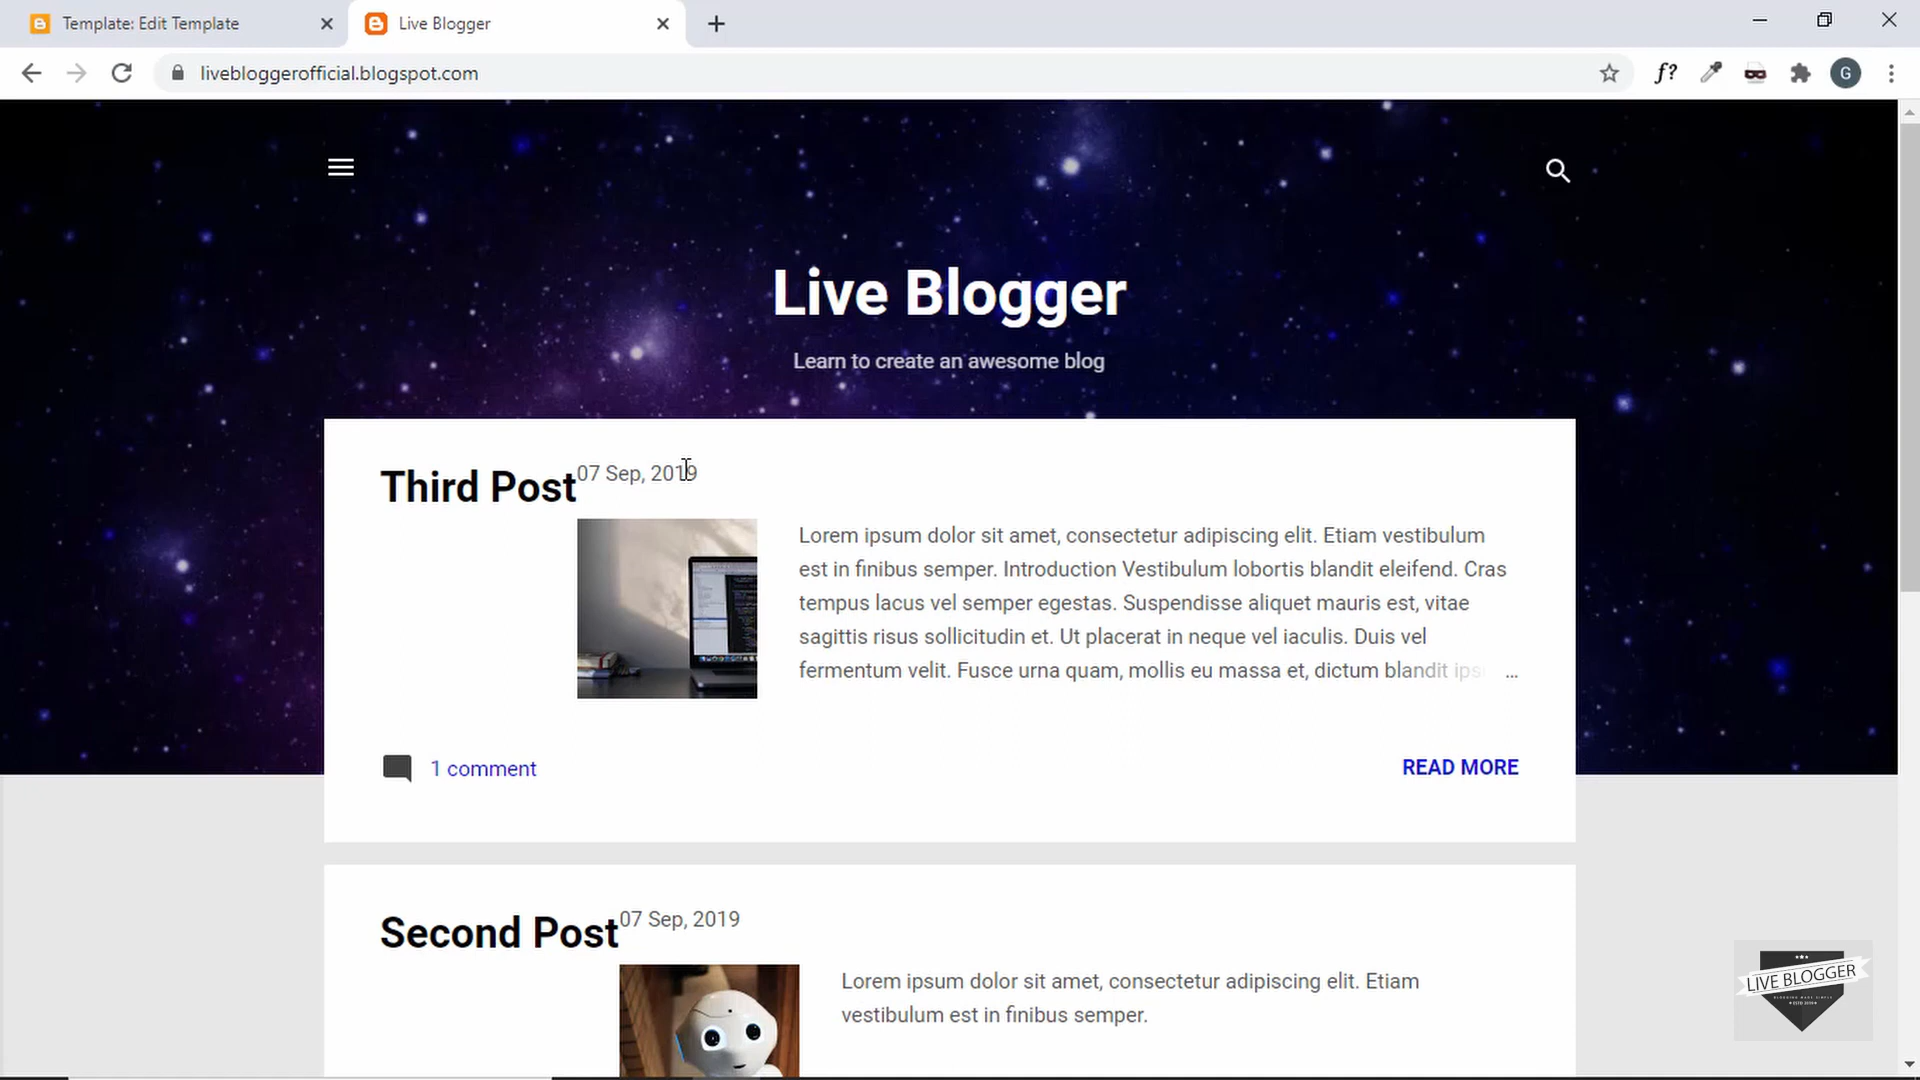 Template: Edit Template
Live Blogger
livebloggerofficial.blogspot.com
f?
G
Live Blogger
Learn to create an awesome blog
Third Post
07 Sep, 2019
Lorem ipsum dolor sit amet, consectetur adipiscing elit. Etiam vestibulum
est in finibus semper. Introduction Vestibulum lobortis blandit eleifend. Cras
tempus lacus vel semper egestas. Suspendisse aliquet mauris est, vitae
sagittis risus sollicitudin et. Ut placerat in neque vel iaculis. Duis vel
fermentum velit. Fusce urna quam, mollis eu massa et, dictum blandit ips ...
1 comment
READ MORE
Second Post
07 Sep, 2019
Lorem ipsum dolor sit amet, consectetur adipiscing elit. Etiam
vestibulum est in finibus semper.
LIVE BLOGGER